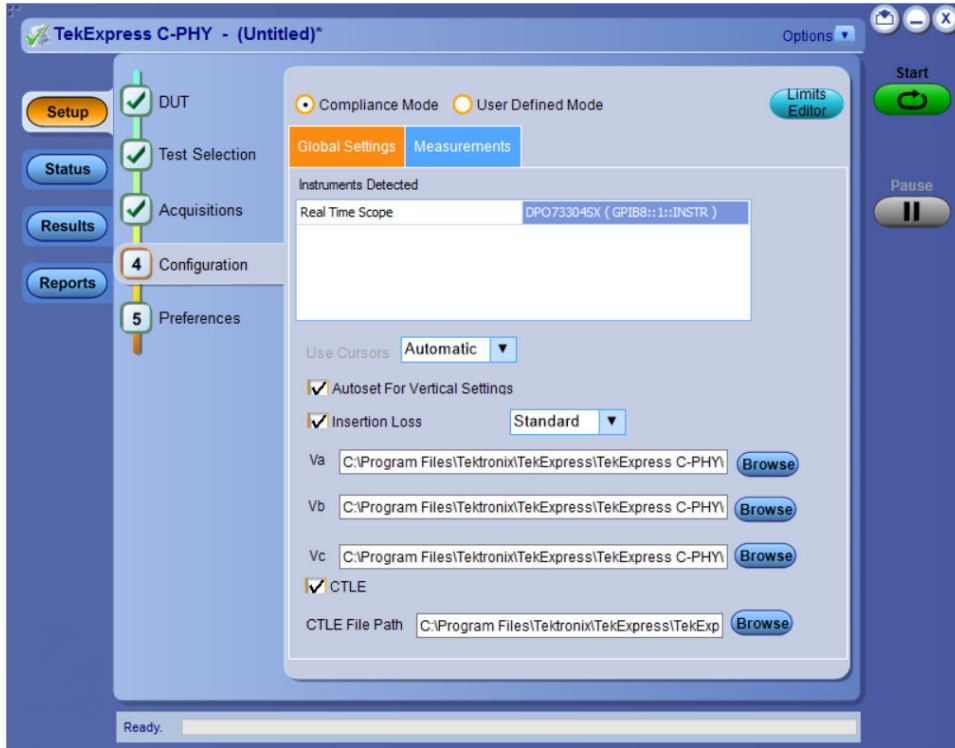 TekExpress C-PHY - (Untitled)*
Options
Start
Pause
Setup
Status
Results
Reports
DUT
Test Selection
Acquisitions
4 Configuration
5 Preferences
Compliance Mode User Defined Mode
Limits
Editor
Global Settings Measurements
Instruments Detected
Real Time Scope DPO73304SX ( GPIB8::1::INSTR )
Use Cursors Automatic
Autoset For Vertical Settings
Insertion Loss Standard
Va C:\Program Files\Tektronix\TekExpress\TekExpress C-PHY\ Browse
Vb C:\Program Files\Tektronix\TekExpress\TekExpress C-PHY\ Browse
Vc C:\Program Files\Tektronix\TekExpress\TekExpress C-PHY\ Browse
CTLE
CTLE File Path C:\Program Files\Tektronix\TekExpress\TekExp Browse
Ready.